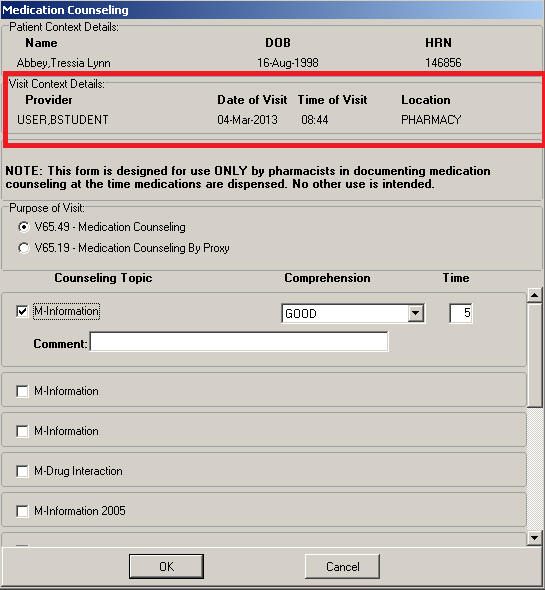 Medication Counseling
Patient Context Details:
Name DOB HRN
Abbey,Tressia Lynn 16-Aug-1998 146856
Visit Context Details:
Provider Date of Visit Time of Visit Location
USER,BSTUDENT 04-Mar-2013 08:44 PHARMACY
NOTE: This form is designed for use ONLY by pharmacists in documenting medication
counseling at the time medications are dispensed. No other use is intended.
Purpose of Visit:
V65.49 - Medication Counseling
V65.19 - Medication Counseling By Proxy
Counseling Topic Comprehension Time
M-Information GOOD 5
Comment:
M-Information
M-Information
M-Drug Interaction
M-Information 2005
OK Cancel